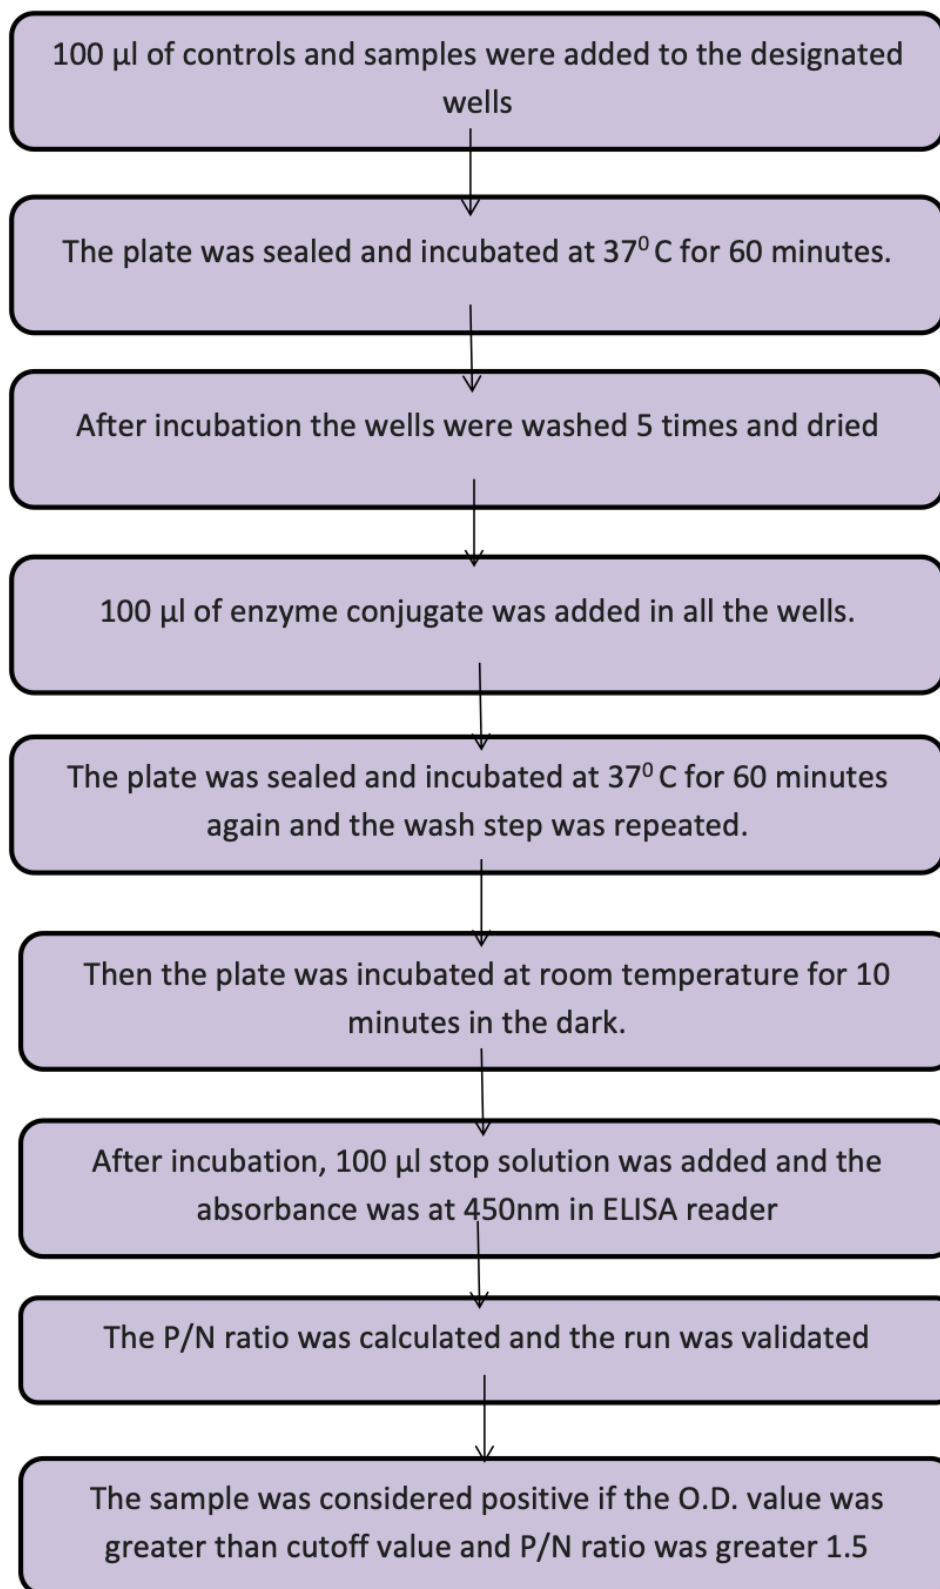 100 µl of controls and samples were added to the designated
wells
The plate was sealed and incubated at 37⁰ C for 60 minutes.
After incubation the wells were washed 5 times and dried
100 µl of enzyme conjugate was added in all the wells.
The plate was sealed and incubated at 37⁰ C for 60 minutes
again and the wash step was repeated.
Then the plate was incubated at room temperature for 10
minutes in the dark.
After incubation, 100 µl stop solution was added and the
absorbance was at 450nm in ELISA reader
The P/N ratio was calculated and the run was validated
The sample was considered positive if the O.D. value was
greater than cutoff value and P/N ratio was greater 1.5